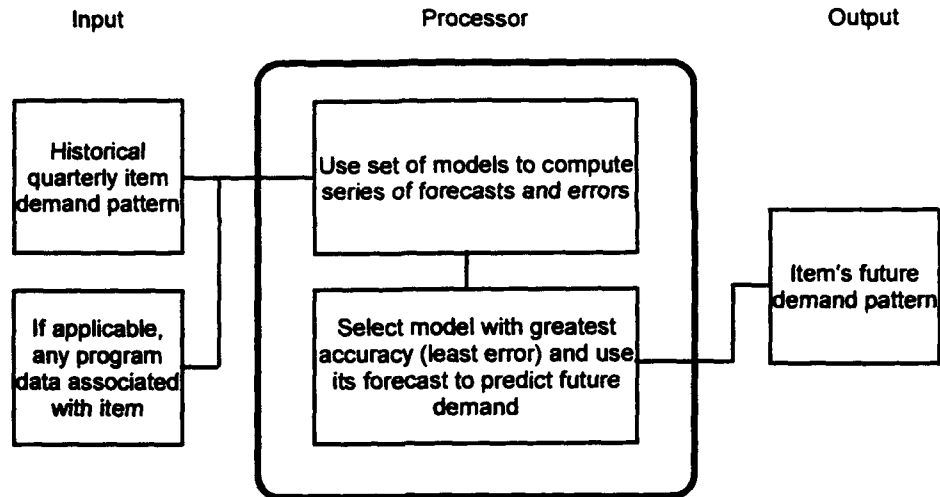 Input
Processor
Output
Historical
quarterly item
demand pattern
If applicable,
any program
data associated
with item
Use set of models to compute
series of forecasts and errors
Select model with greatest
accuracy (least error) and use
its forecast to predict future
demand
Item's future
demand pattern